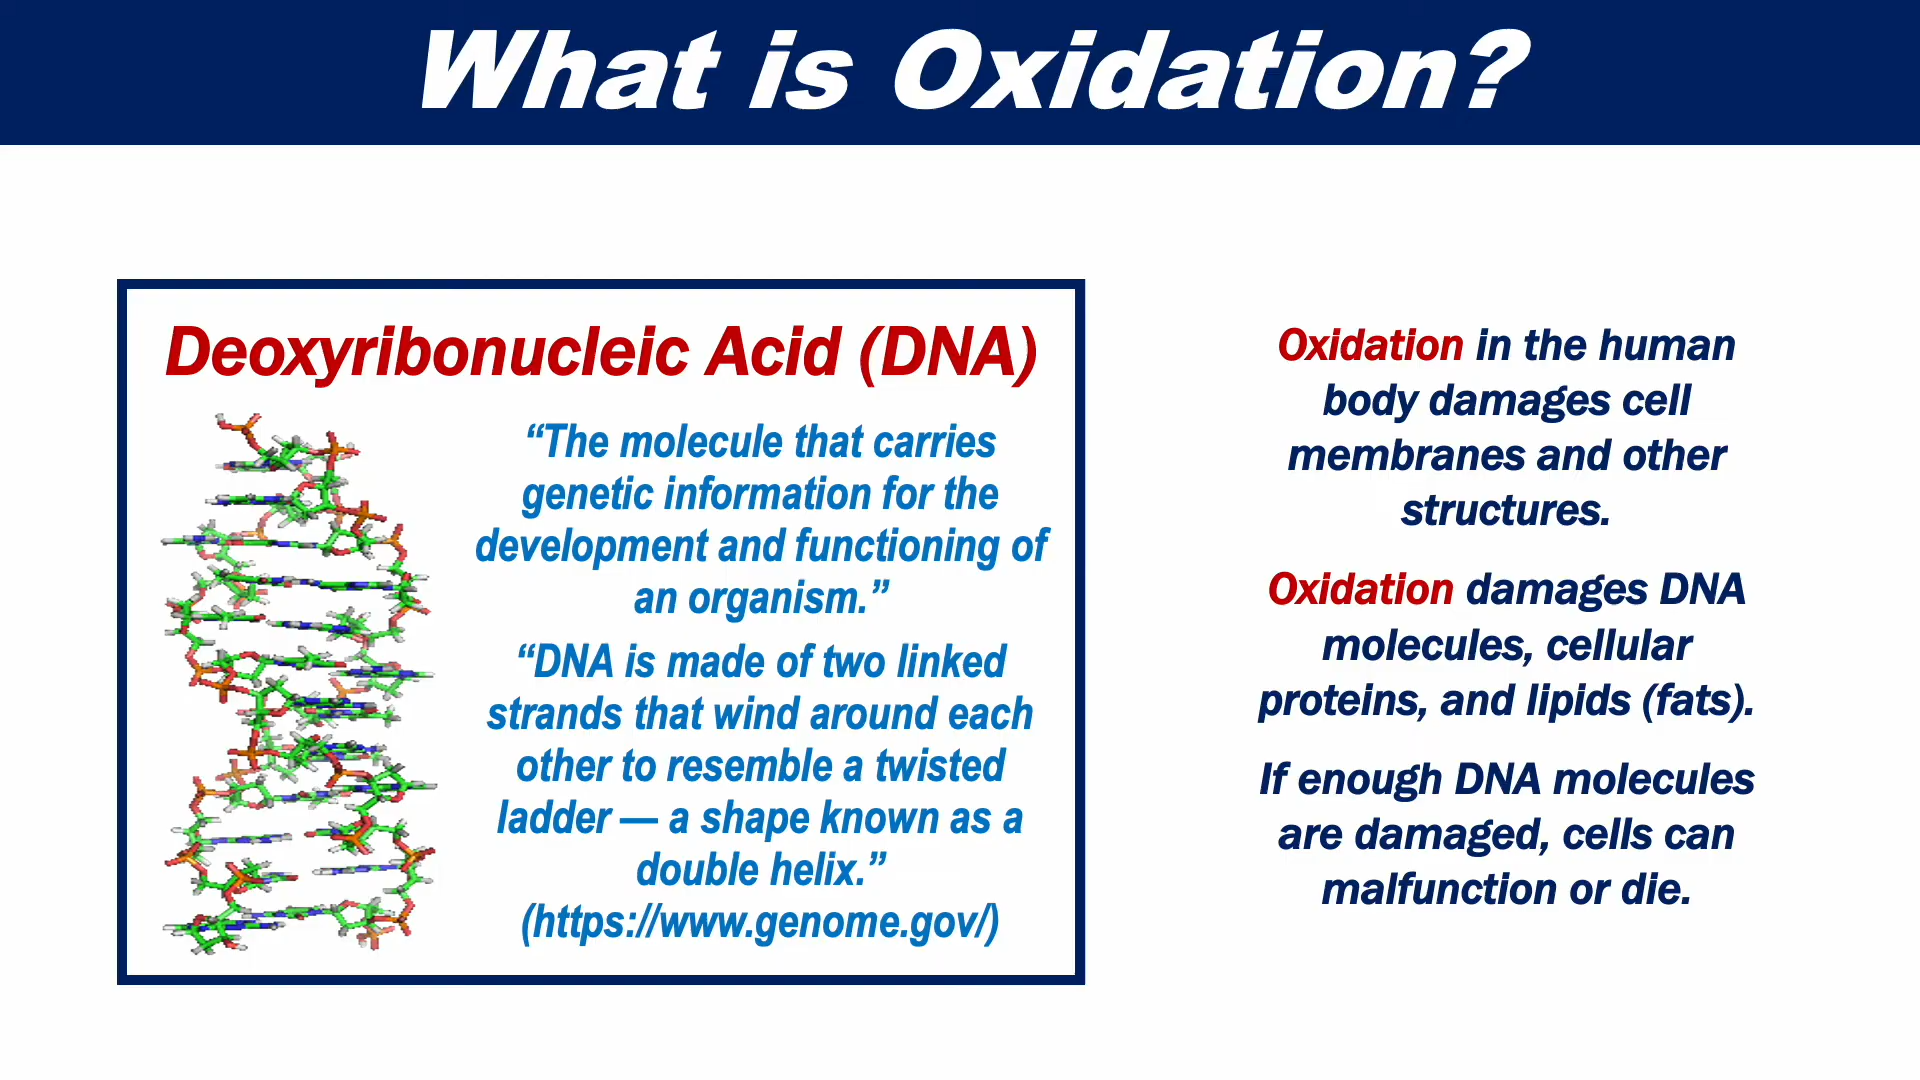 What is Oxidation?
Deoxyribonucleic Acid (DNA)
“The molecule that carries
genetic information for the
development and functioning of
an organism.”
“DNA is made of two linked
strands that wind around each
other to resemble a twisted
ladder — a shape known as a
double helix.”
(https://www.genome.gov/)
Oxidation in the human
body damages cell
membranes and other
structures.
Oxidation damages DNA
molecules, cellular
proteins, and lipids (fats).
If enough DNA molecules
are damaged, cells can
malfunction or die.